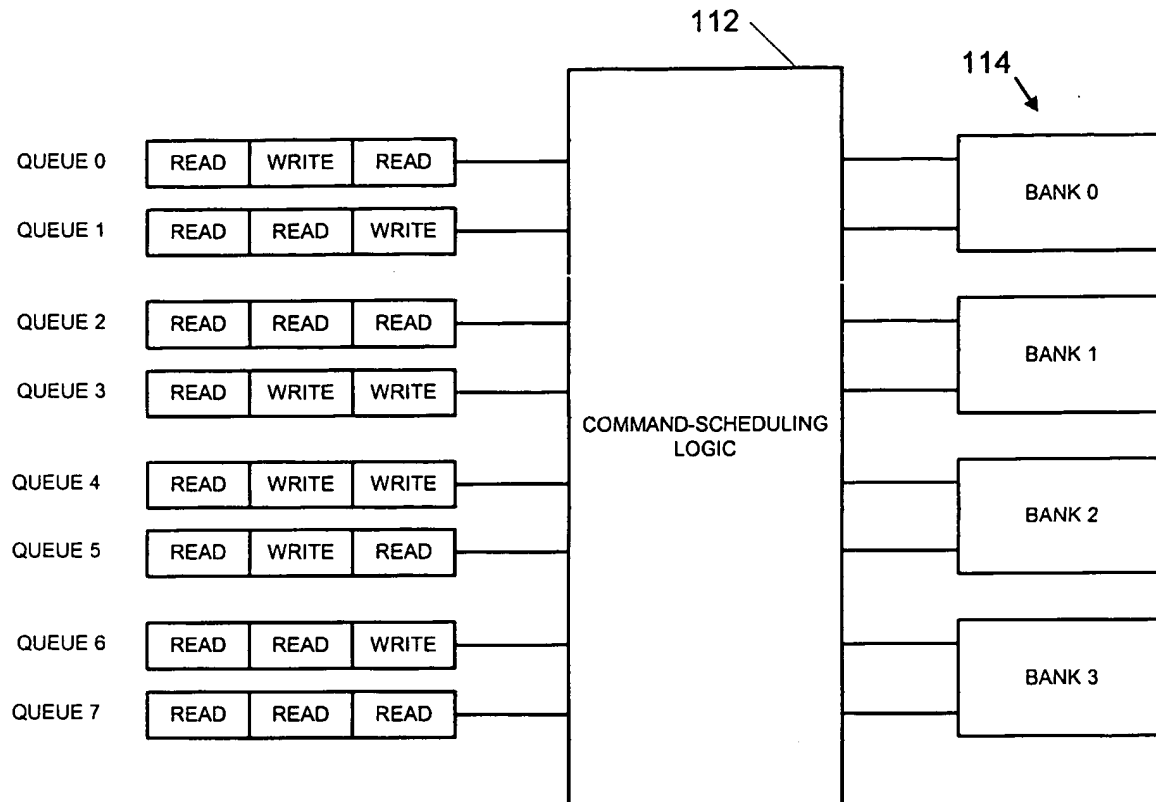 112
114
QUEUE 0 READ WRITE READ
BANK 0
QUEUE 1 READ READ WRITE
QUEUE 2 READ READ READ
BANK 1
QUEUE 3 READ WRITE WRITE
COMMAND-SCHEDULING
LOGIC
QUEUE 4 READ WRITE WRITE
BANK 2
QUEUE 5 READ WRITE READ
QUEUE 6 READ READ WRITE
BANK 3
QUEUE 7 READ READ READ